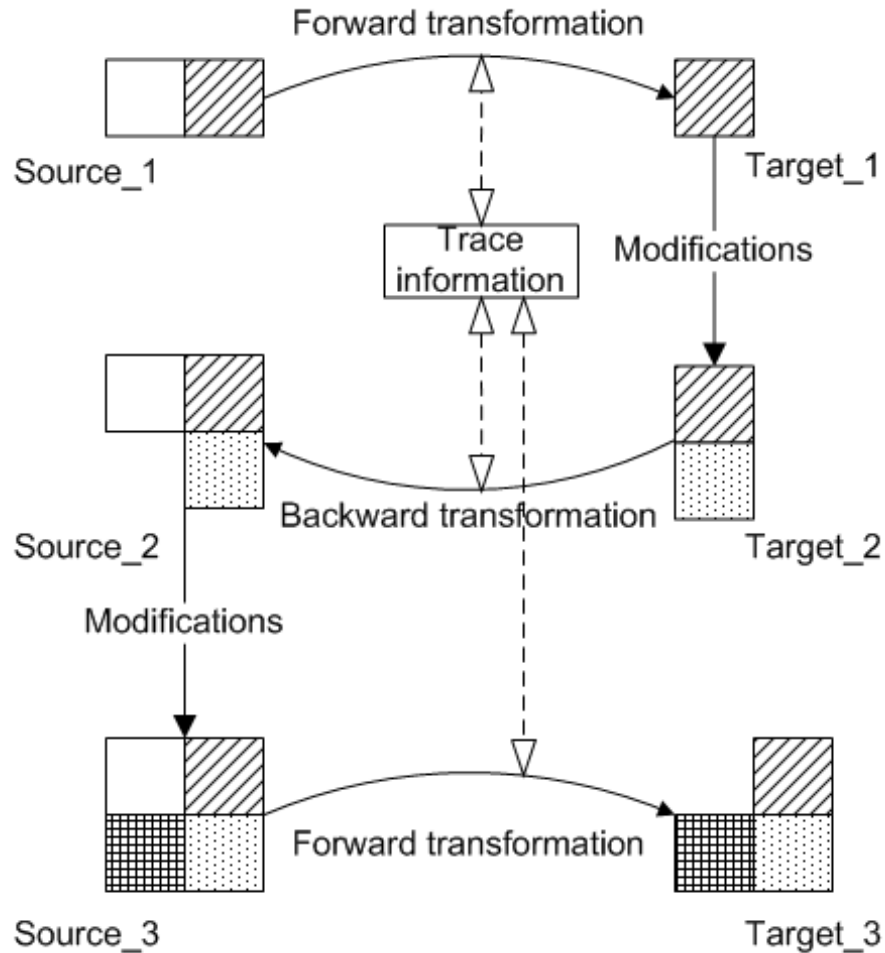 Forward transformation
Source_1
Target_1
Trace
information
Modifications
Backward transformation
Source_2
Target_2
Modifications
Forward transformation
Source_3
Target_3